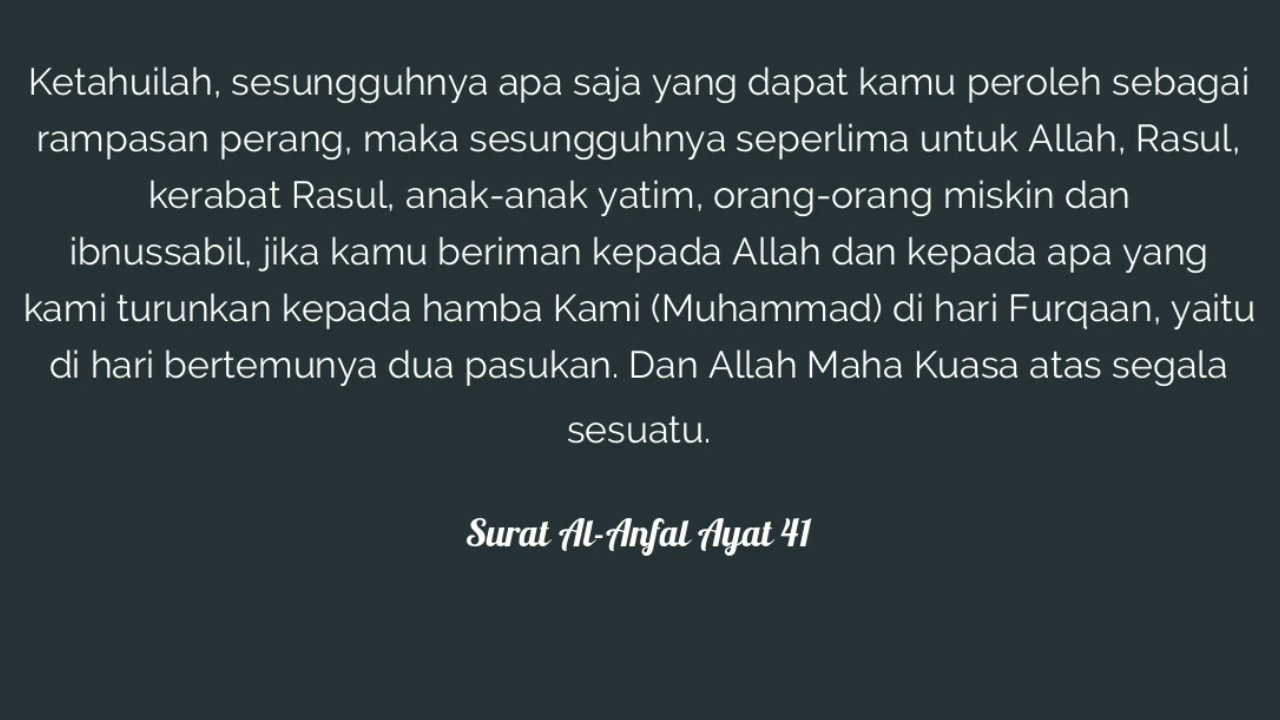 Ketahuilah, sesungguhnya apa saja yang dapat kamu peroleh sebagai
rampasan perang, maka sesungguhnya seperlima untuk Allah, Rasul,
kerabat Rasul, anak-anak yatim, orang-orang miskin dan
ibnussabil, jika kamu beriman kepada Allah dan kepada apa yang
kami turunkan kepada hamba Kami (Muhammad) di hari Furqaan, yaitu
di hari bertemunya dua pasukan. Dan Allah Maha Kuasa atas segala
sesuatu.
Surat Al-Anfal Ayat 41